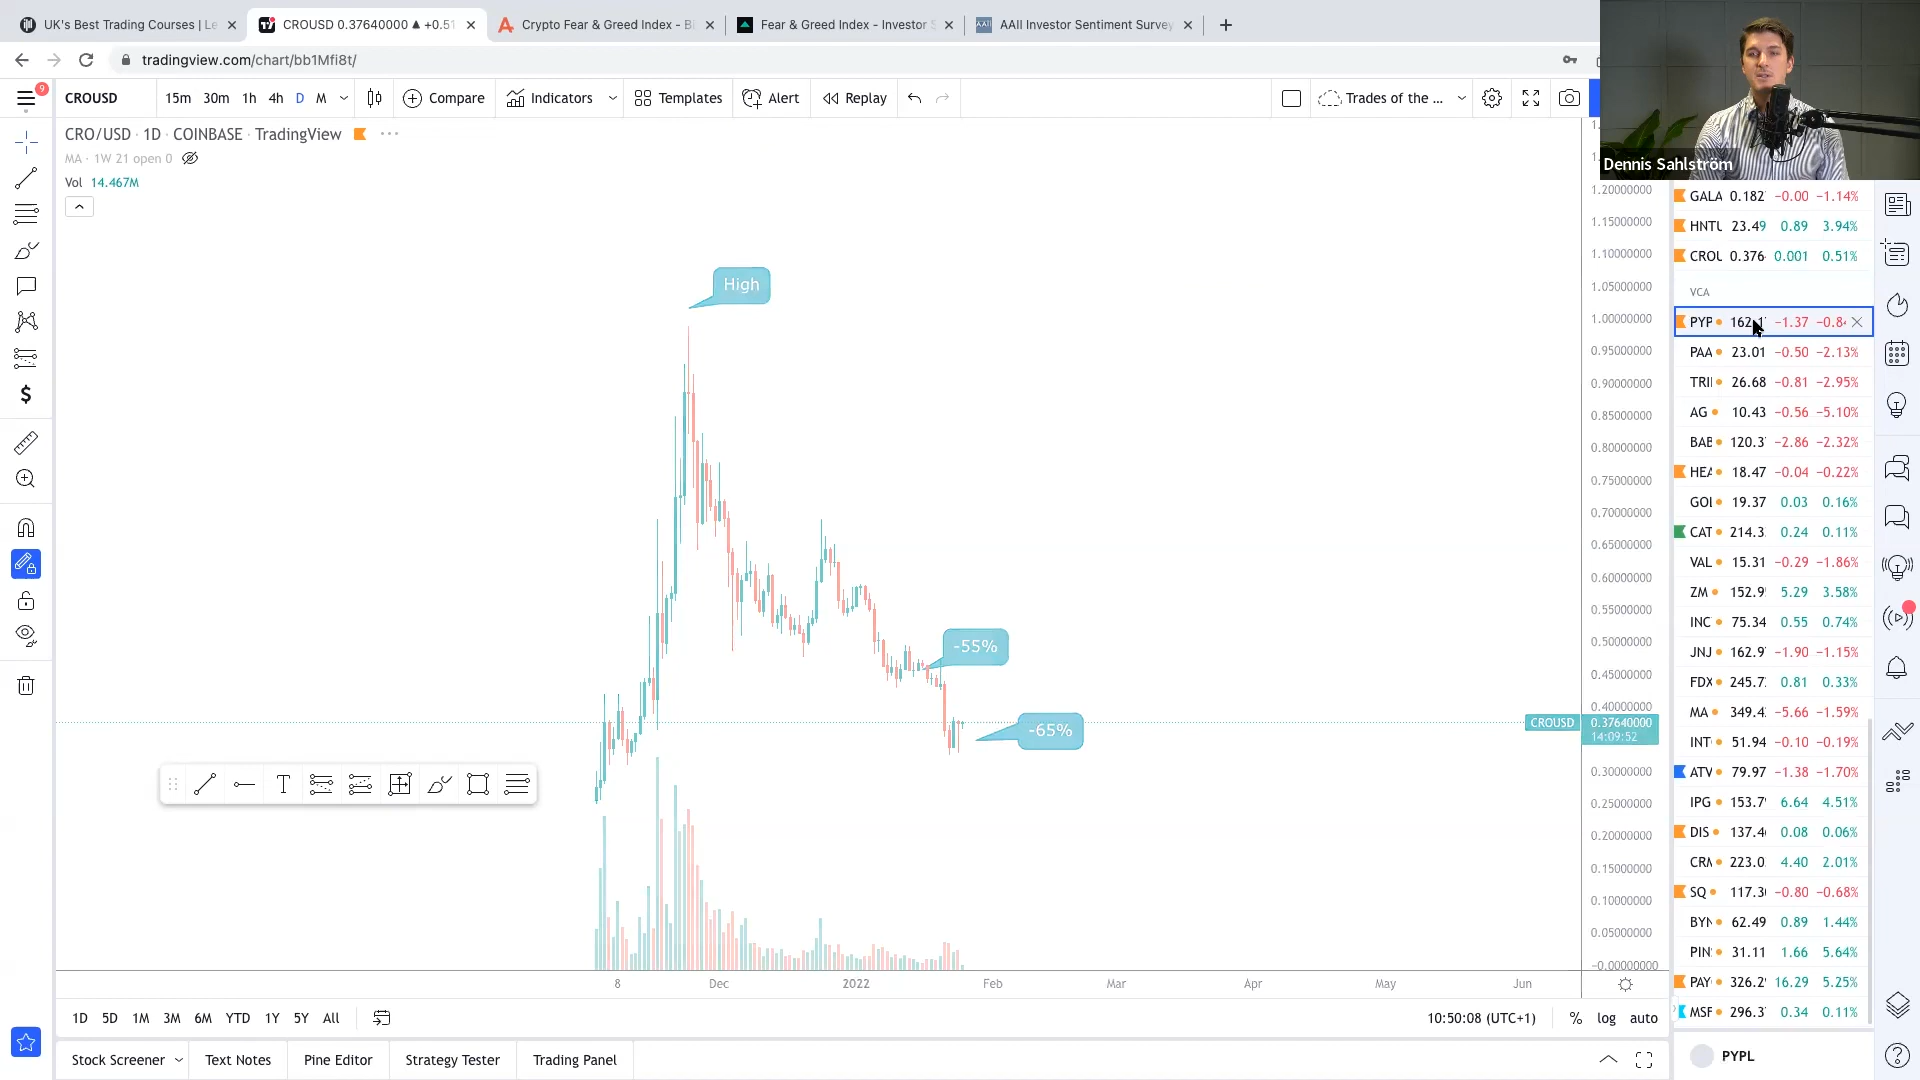 UK's Best Trading Courses | Le
CROUSD 0.37640000 ▲ +0.51
Crypto Fear & Greed Index - Bi
Fear & Greed Index - Investor S
AAII Investor Sentiment Survey
tradingview.com/chart/bb1Mfi8t/
9
CROUSD
15m 30m 1h 4h D M
Compare
Indicators
Templates
Alert
Replay
Trades of the ...
CRO/USD · 1D · COINBASE · TradingView
MA · 1W 21 open 0
Vol 14.467M
Dennis Sahlström
High
-55%
-65%
1.20000000
1.15000000
1.10000000
1.05000000
1.00000000
0.95000000
0.90000000
0.85000000
0.80000000
0.75000000
0.70000000
0.65000000
0.60000000
0.55000000
0.50000000
0.45000000
0.40000000
CROUSD 0.37640000
14:09:52
0.30000000
0.25000000
0.20000000
0.15000000
0.10000000
0.05000000
−0.00000000
8 Dec 2022 Feb Mar Apr May Jun
GALA 0.182 −0.00 −1.14%
HNTU 23.49 0.89 3.94%
CROU 0.376 0.001 0.51%
VCA
PYP 162.1 −1.37 −0.84
PAA 23.01 −0.50 −2.13%
TRI 26.68 −0.81 −2.95%
AG 10.43 −0.56 −5.10%
BAB 120.3 −2.86 −2.32%
HEA 18.47 −0.04 −0.22%
GOL 19.37 0.03 0.16%
CAT 214.3 0.24 0.11%
VAL 15.31 −0.29 −1.86%
ZM 152.9 5.29 3.58%
INC 75.34 0.55 0.74%
JNJ 162.9 −1.90 −1.15%
FDX 245.7 0.81 0.33%
MA 349.4 −5.66 −1.59%
INT 51.94 −0.10 −0.19%
ATV 79.97 −1.38 −1.70%
IPG 153.7 6.64 4.51%
DIS 137.4 0.08 0.06%
CRM 223.0 4.40 2.01%
SQ 117.3 −0.80 −0.68%
BYN 62.49 0.89 1.44%
PIN 31.11 1.66 5.64%
PAY 326.2 16.29 5.25%
MSF 296.3 0.34 0.11%
PYPL
1D 5D 1M 3M 6M YTD 1Y 5Y All
10:50:08 (UTC+1) % log auto
Stock Screener Text Notes Pine Editor Strategy Tester Trading Panel